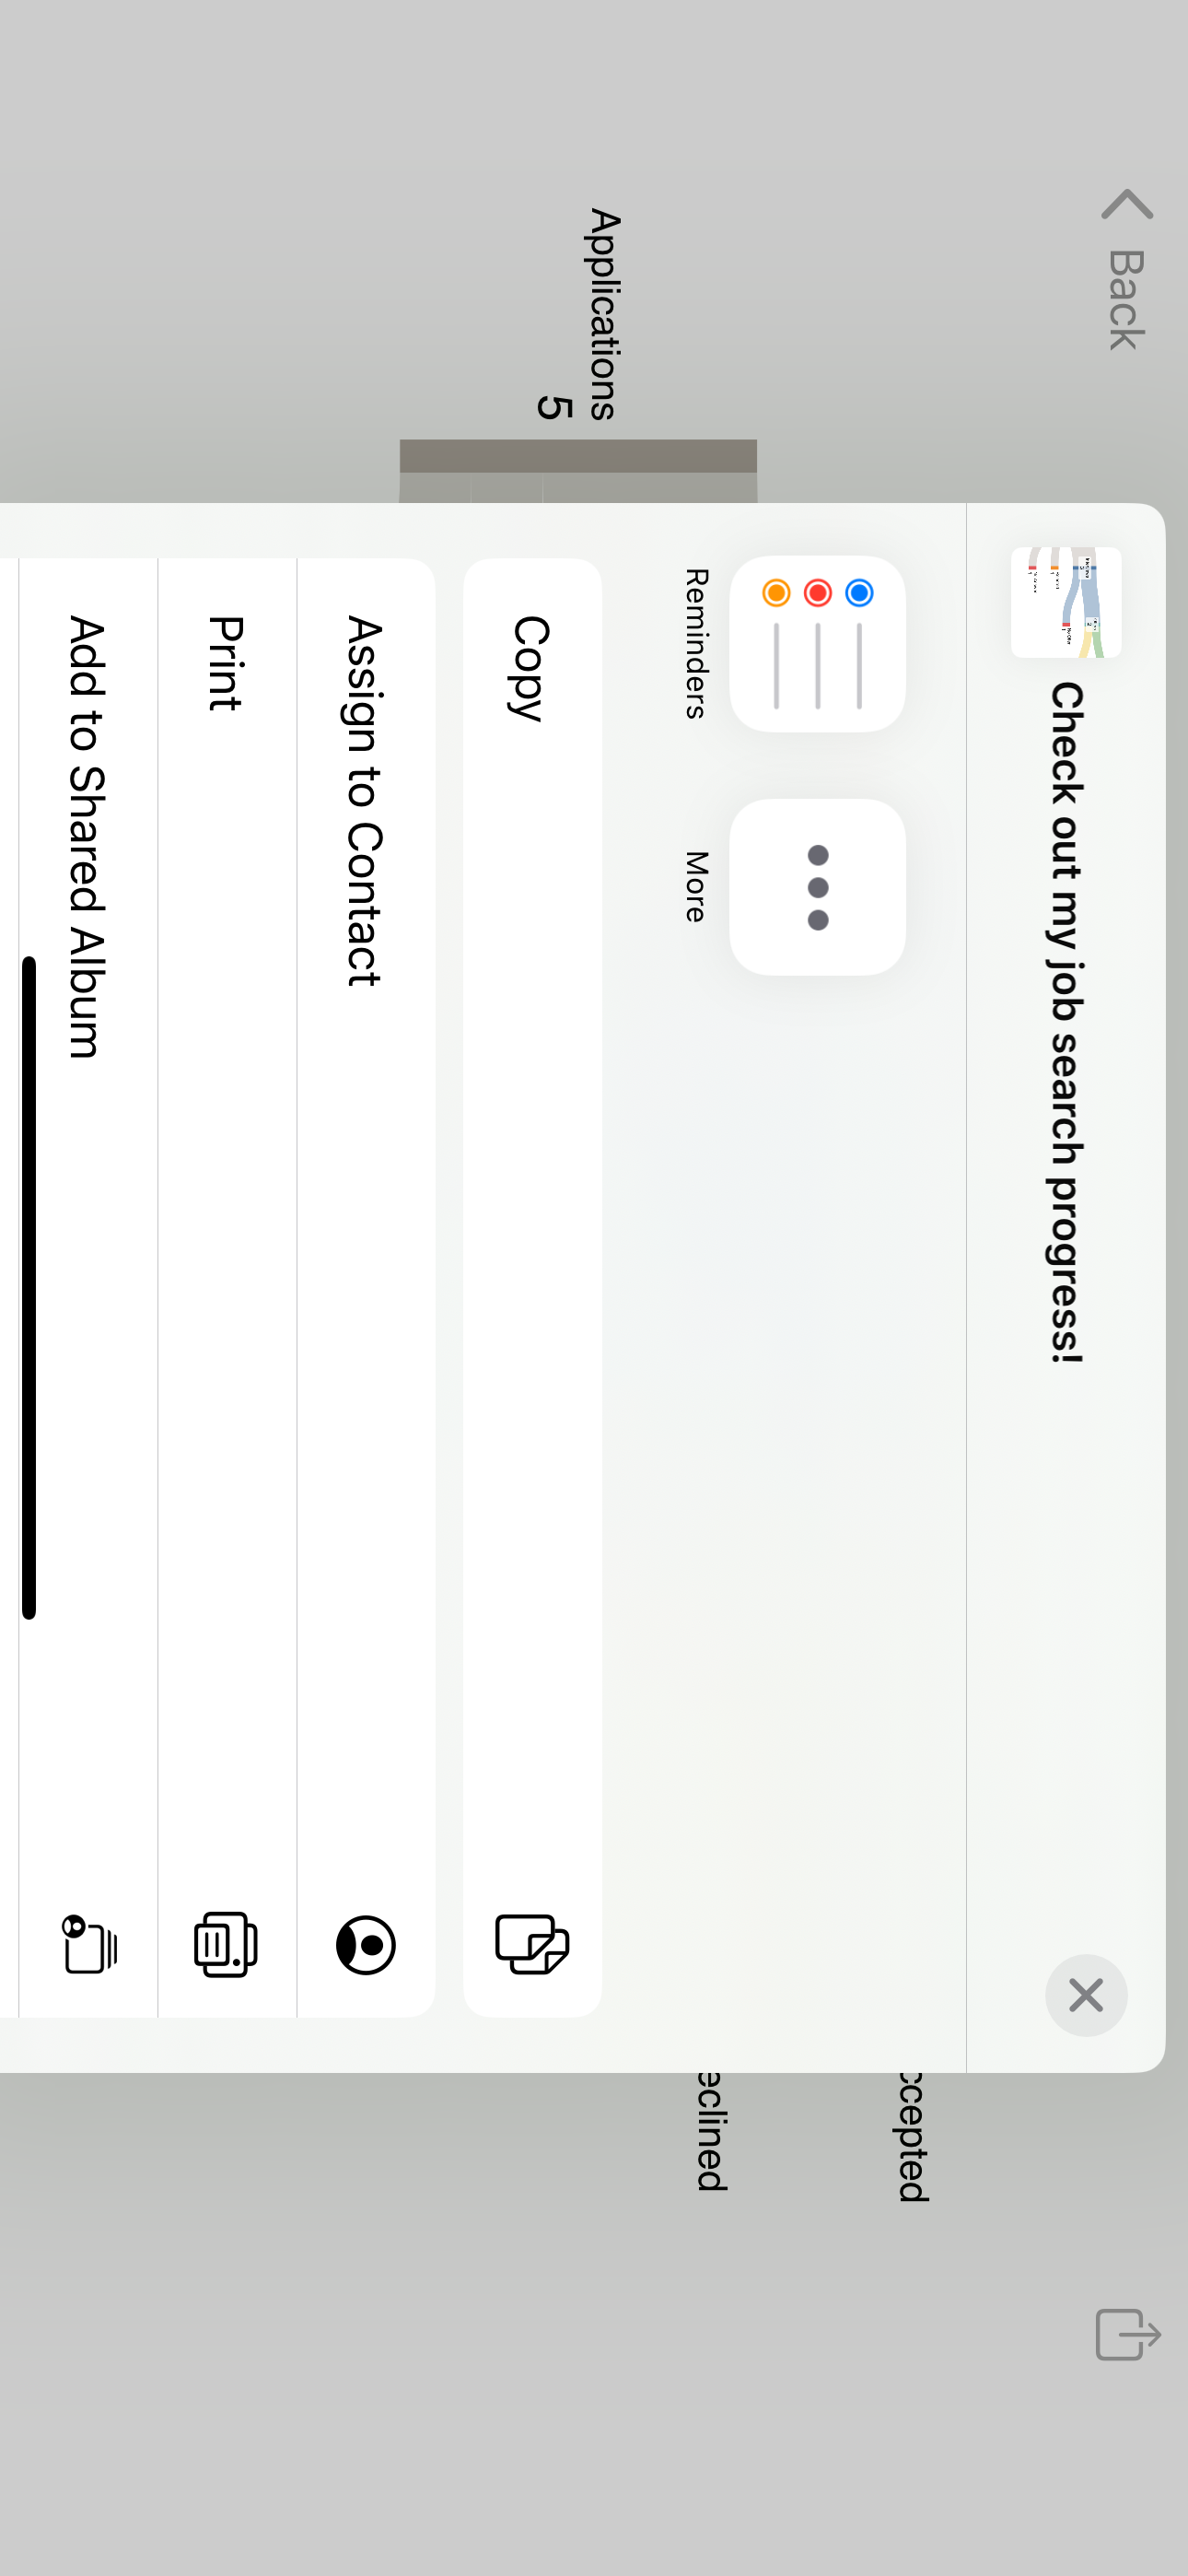 Back
Check out my job search progress!
Reminders
More
Applications
5
Copy
Assign to Contact
Print
Add to Shared Album
ccepted
eclined